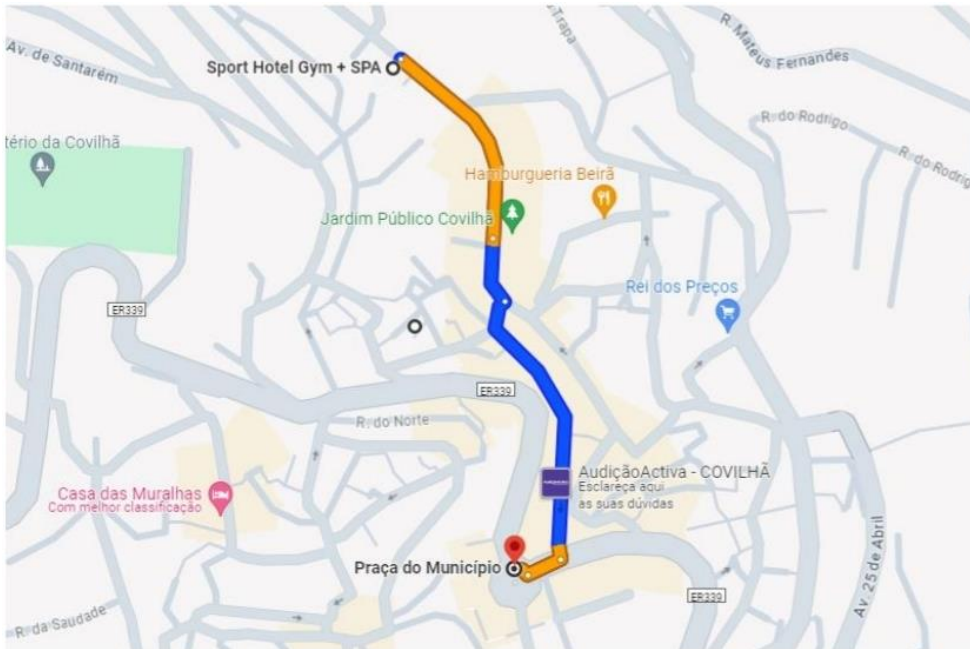 Av. de Santarém
Trapa
R. Mateus Fernandes
Sport Hotel Gym + SPA
R. do Rodrigo
R. do Rodrig
tério da Covilhã
Hamburgueria Beirã
Jardim Público Covilhã
Rei dos Preços
ER339
ER339
R. do Norte
AudiçãoActiva - COVILHÃ
Esclareça aqui
as suas dúvidas
Casa das Muralhas
Com melhor classificação
Praça do Município
ER339
Av. 25 de Abril
R. da Saudade